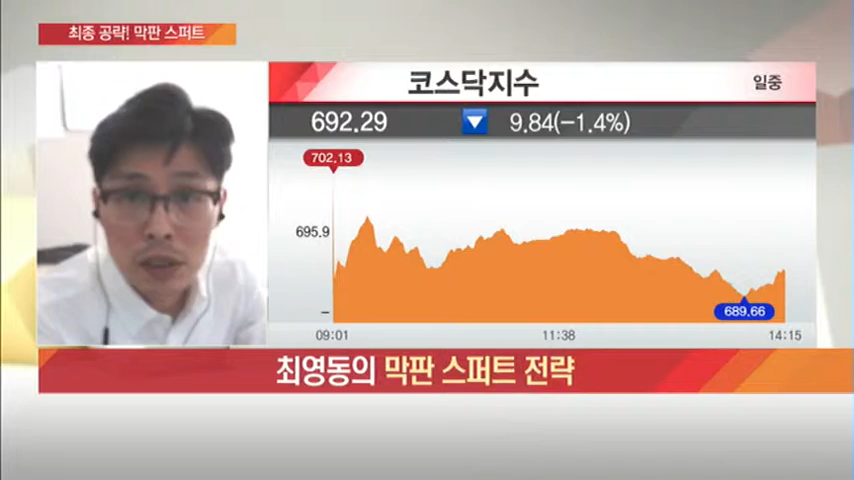 최종 공략! 막판 스퍼트
코스닥지수 일중
692.29 ▼ 9.84(-1.4%)
702.13
695.9
689.66
-
09:01 11:38 14:15
최영동의 막판 스퍼트 전략